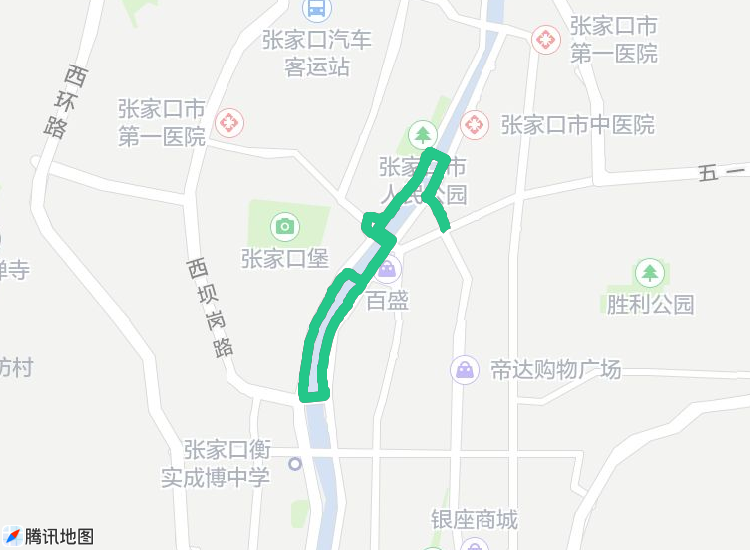 张家口市
第一医院
张家口汽车
客运站
西环路
张家口市
第一医院
张家口市中医院
张家口市
人民公园
五一
张家口堡
禅寺
西坝岗路
百盛
胜利公园
防村
帝达购物广场
张家口衡
实成博中学
银座商城
腾讯地图